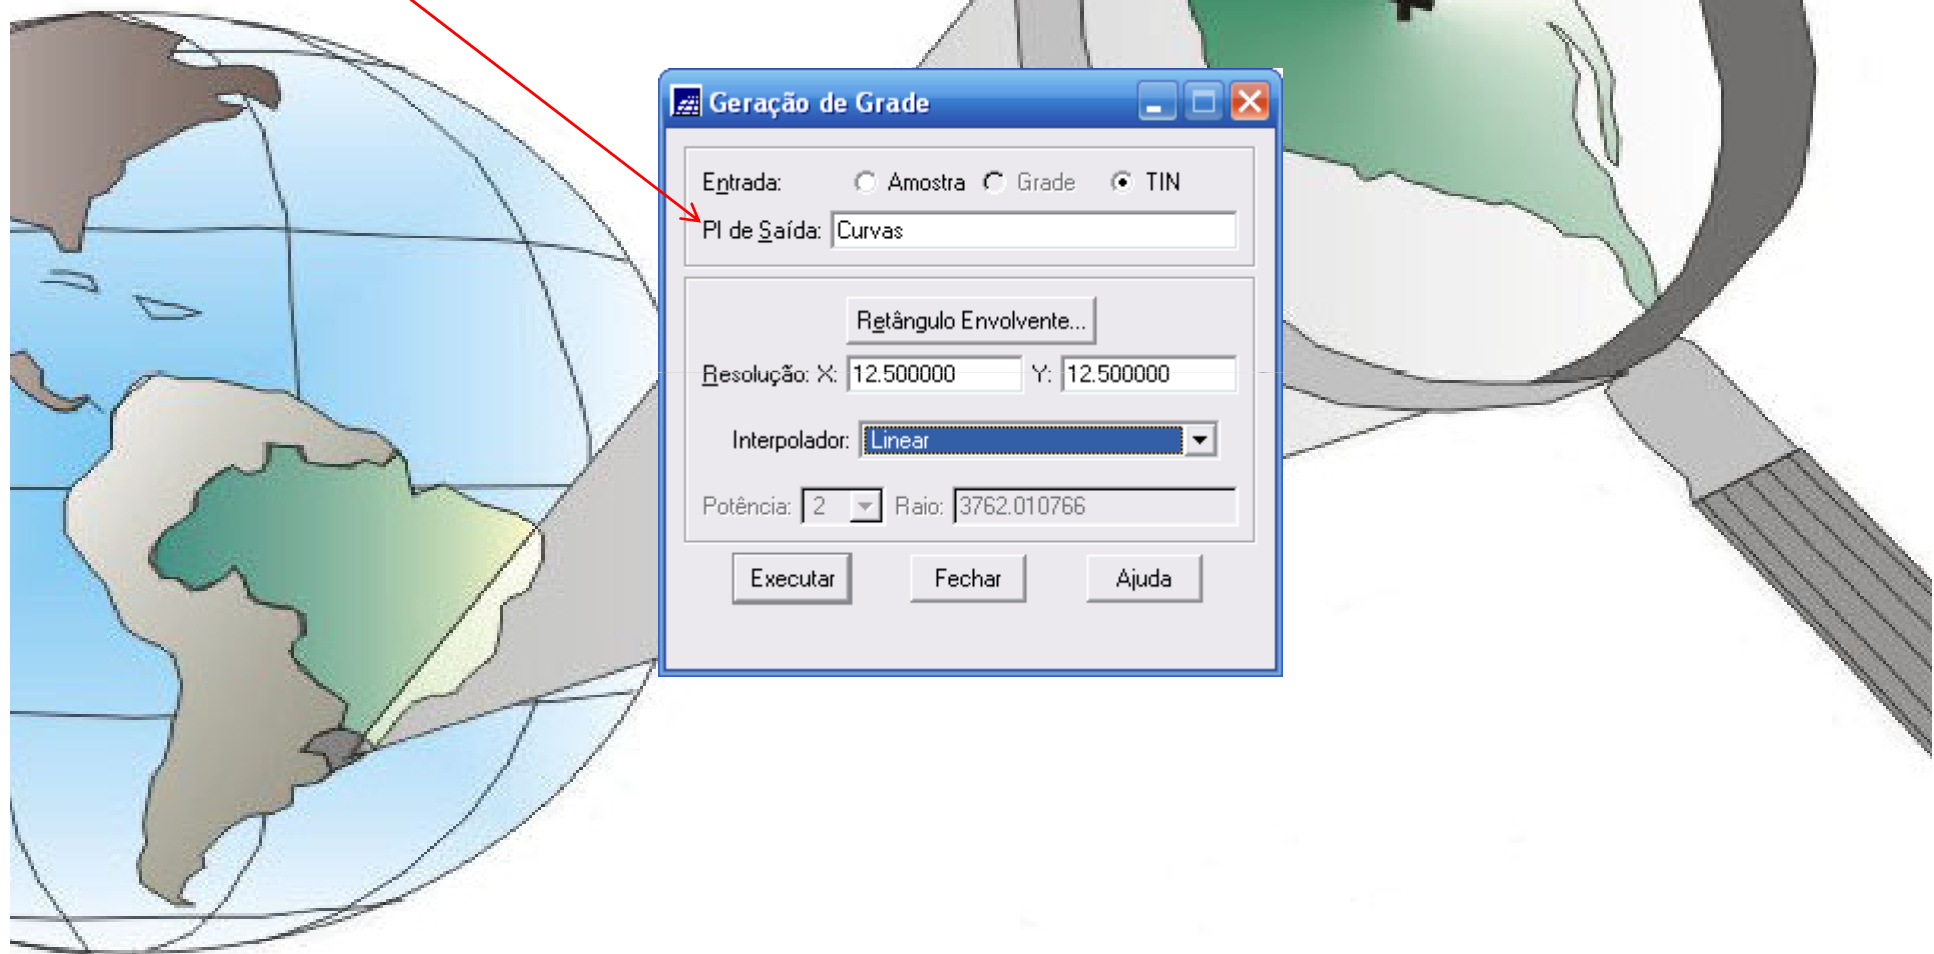 Geração de Grade
Entrada: Amostra Grade TIN
PI de Saída: Curvas
Retângulo Envolvente...
Resolução: X: 12.500000 Y: 12.500000
Interpolador: Linear
Potência: 2 Raio: 3762.010766
Executar Fechar Ajuda